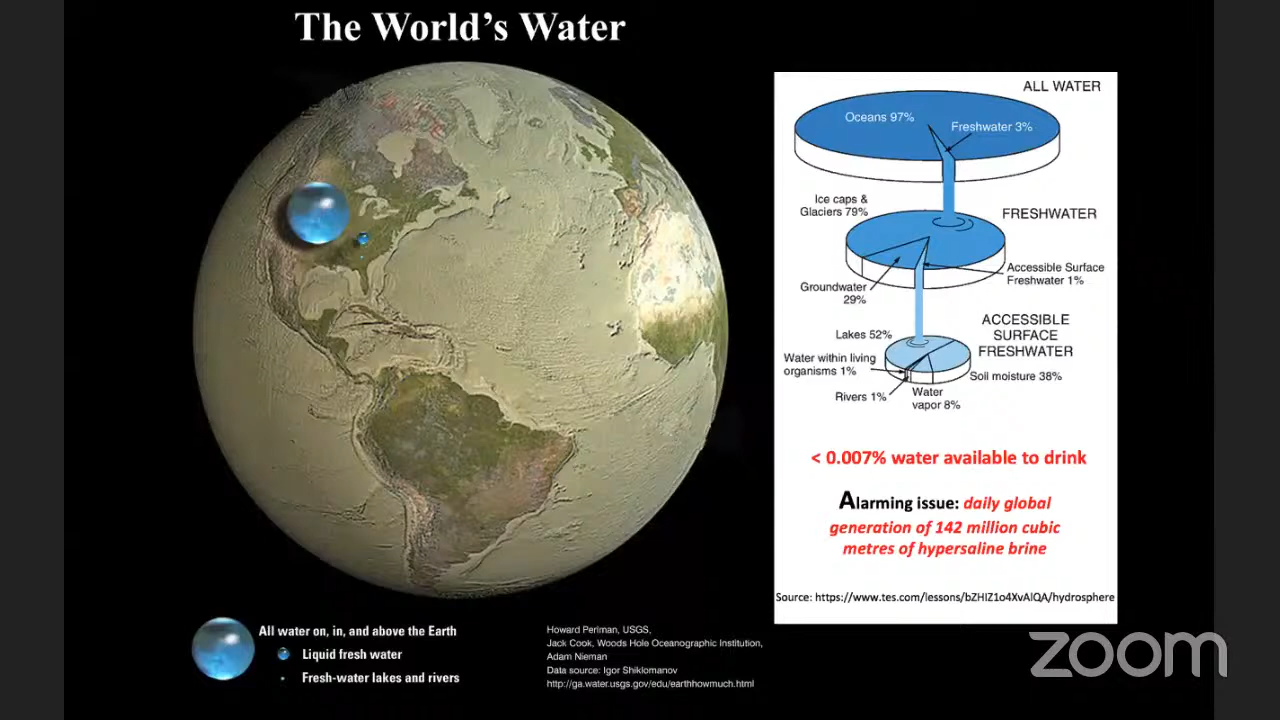 The World's Water
ALL WATER
Oceans 97%
Freshwater 3%
Ice caps &
Glaciers 79%
FRESHWATER
Accessible Surface
Freshwater 1%
Groundwater
29%
ACCESSIBLE
SURFACE
FRESHWATER
Lakes 52%
Water within living
organisms 1%
Soil moisture 38%
Rivers 1%
Water
vapor 8%
< 0.007% water available to drink
Alarming issue: daily global
generation of 142 million cubic
metres of hypersaline brine
Source: https://www.tes.com/lessons/bZHIZ1o4XvAlQA/hydrosphere
All water on, in, and above the Earth
Liquid fresh water
Fresh-water lakes and rivers
Howard Perlman, USGS,
Jack Cook, Woods Hole Oceanographic Institution,
Adam Nieman
Data source: Igor Shiklomanov
http://ga.water.usgs.gov/edu/earthhowmuch.html
zoom